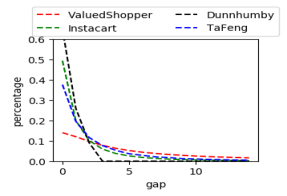 ValuedShopper
Dunnhumby
Instacart
TaFeng
0.6
0.5
0.4
0.3
0.2
0.1
0.0
percentage
0
5
10
gap